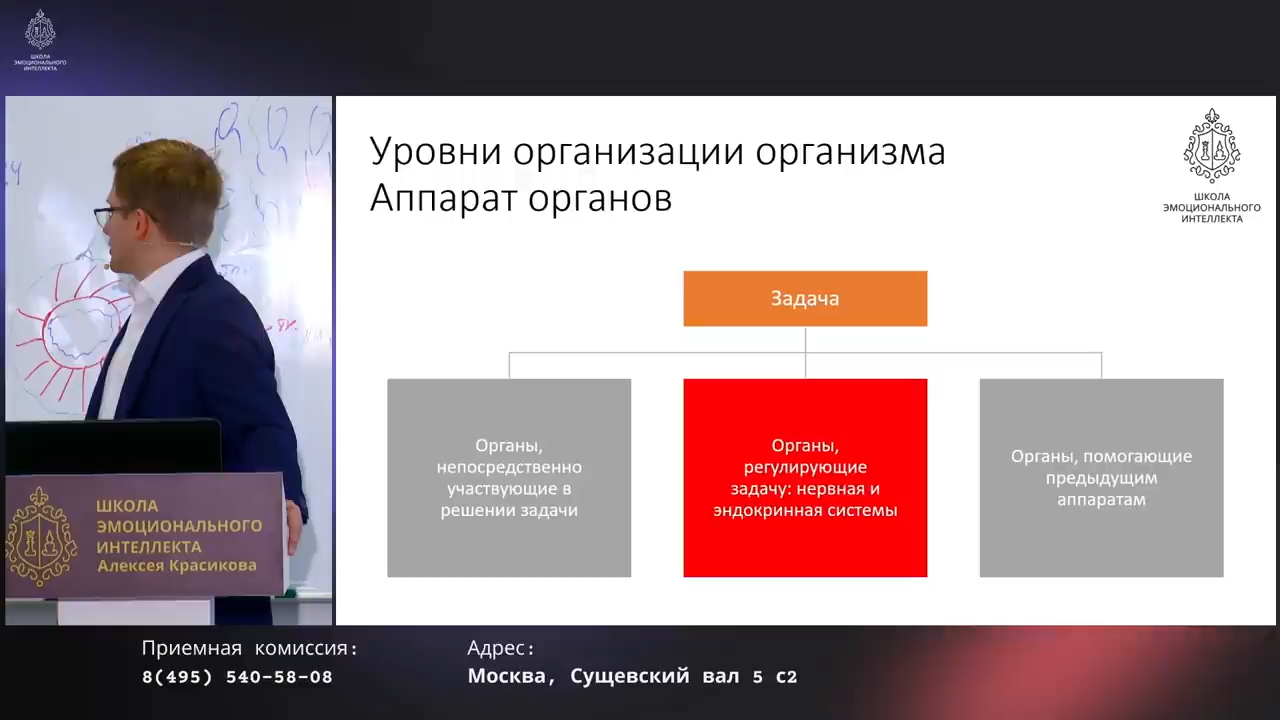 ШКОЛА
ЭМОЦИОНАЛЬНОГО
ИНТЕЛЛЕКТА
Уровни организации организма
Аппарат органов
ШКОЛА
ЭМОЦИОНАЛЬНОГО
ИНТЕЛЛЕКТА
Задача
Органы,
непосредственно
участвующие в
решении задачи
Органы,
регулирующие
задачу: нервная и
эндокринная системы
Органы, помогающие
предыдущим
аппаратам
ШКОЛА
ЭМОЦИОНАЛЬНОГО
ИНТЕЛЛЕКТА
Алексея Красикова
Приемная комиссия:
8(495) 540-58-08
Адрес:
Москва, Сущевский вал 5 с2